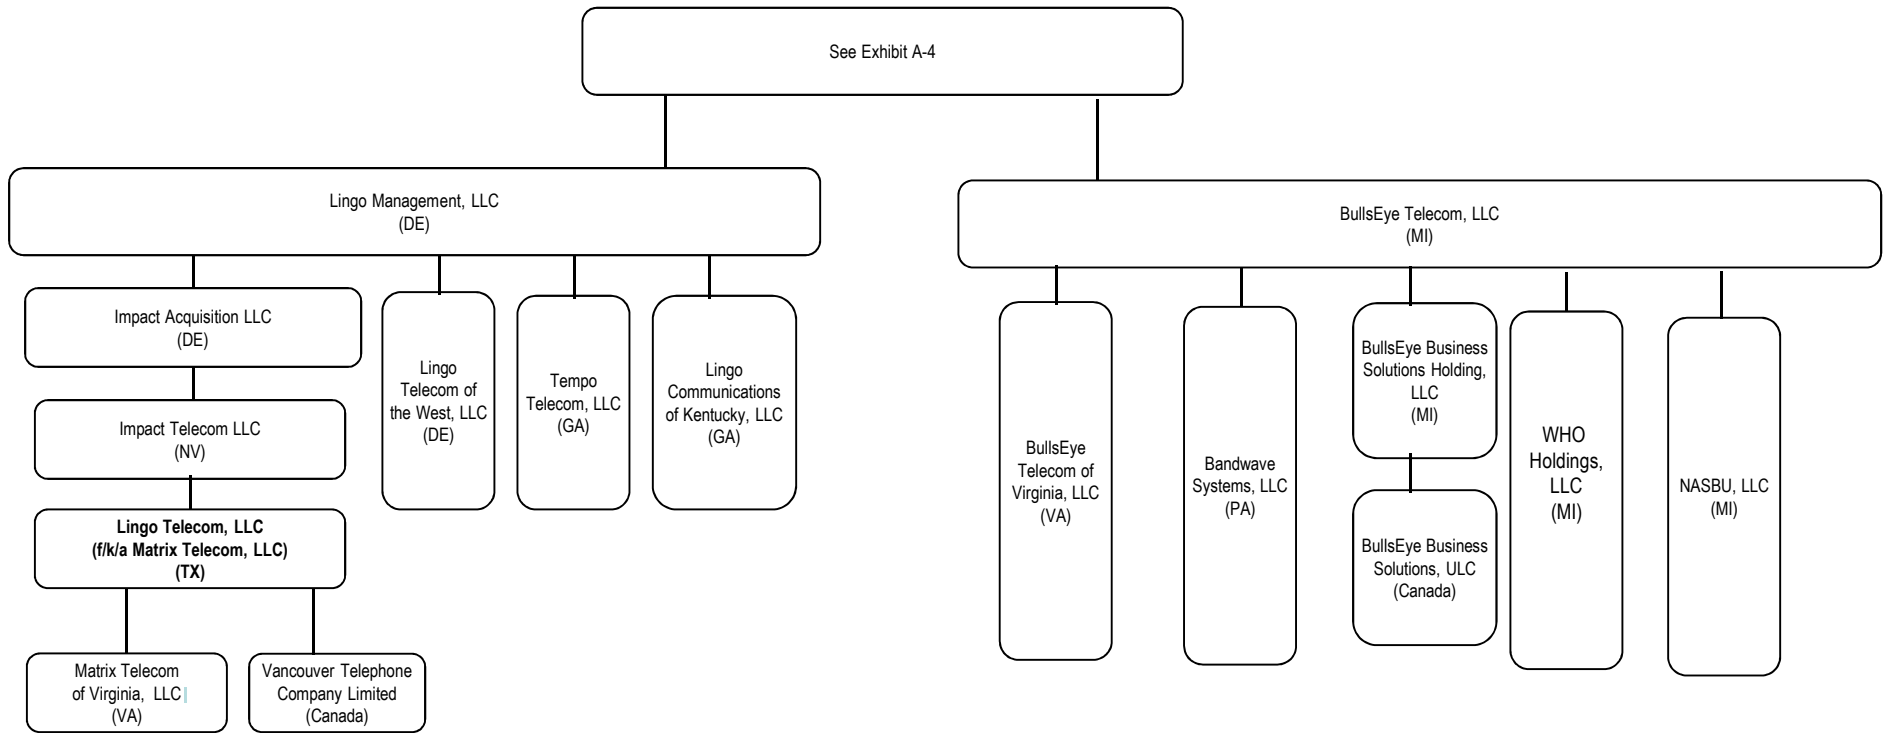 See Exhibit A-4
Lingo Management, LLC
(DE)
BullsEye Telecom, LLC
(MI)
Impact Acquisition LLC
(DE)
Impact Telecom LLC
(NV)
Lingo Telecom, LLC
(f/k/a Matrix Telecom, LLC)
(TX)
Matrix Telecom
of Virginia, LLC
(VA)
Vancouver Telephone
Company Limited
(Canada)
Lingo
Telecom of
the West, LLC
(DE)
Tempo
Telecom, LLC
(GA)
Lingo
Communications
of Kentucky, LLC
(GA)
BullsEye
Telecom of
Virginia, LLC
(VA)
Bandwave
Systems, LLC
(PA)
BullsEye Business
Solutions Holding,
LLC
(MI)
BullsEye Business
Solutions, ULC
(Canada)
WHO
Holdings,
LLC
(MI)
NASBU, LLC
(MI)